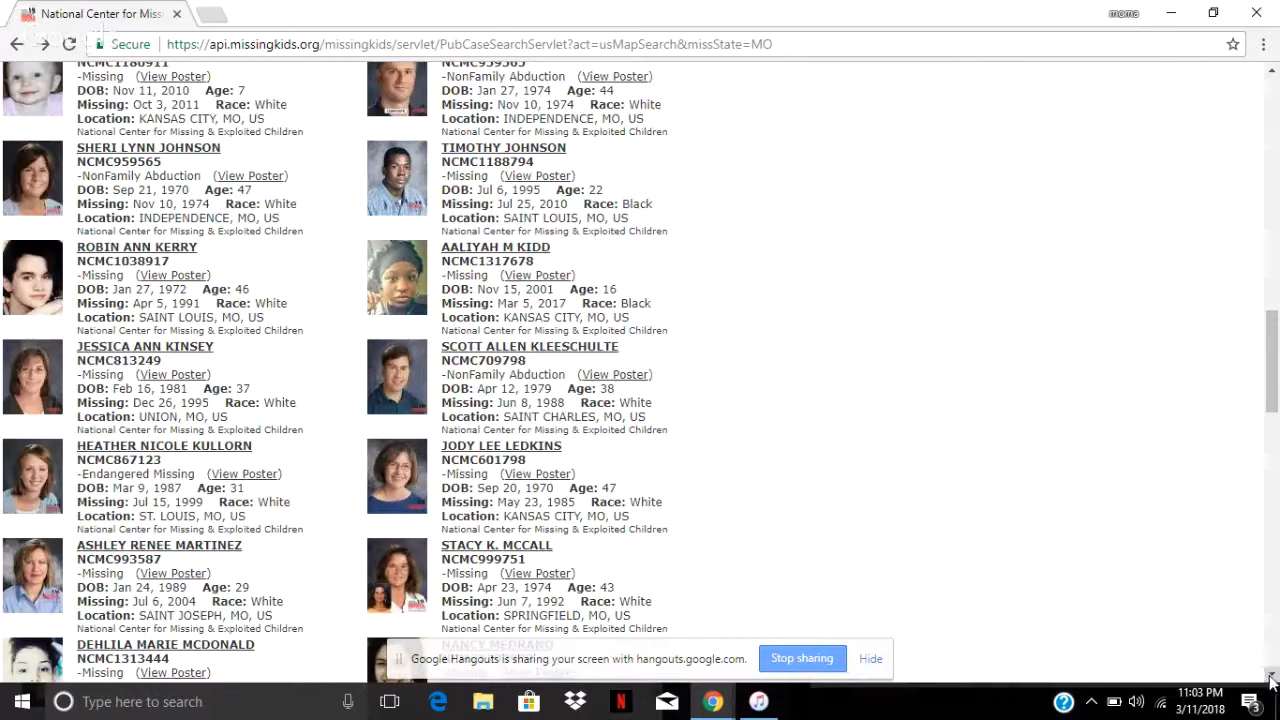 National Center for Miss
moma
Secure https://api.missingkids.org/missingkids/servlet/PubCaseSearchServlet?act=usMapSearch&missState=MO
NCMC1180911
-Missing (View Poster)
DOB: Nov 11, 2010 Age: 7
Missing: Oct 3, 2011 Race: White
Location: KANSAS CITY, MO, US
National Center for Missing & Exploited Children
NCMC959565
-NonFamily Abduction (View Poster)
DOB: Jan 27, 1974 Age: 44
Missing: Nov 10, 1974 Race: White
Location: INDEPENDENCE, MO, US
National Center for Missing & Exploited Children
SHERI LYNN JOHNSON
NCMC959565
-NonFamily Abduction (View Poster)
DOB: Sep 21, 1970 Age: 47
Missing: Nov 10, 1974 Race: White
Location: INDEPENDENCE, MO, US
National Center for Missing & Exploited Children
TIMOTHY JOHNSON
NCMC1188794
-Missing (View Poster)
DOB: Jul 6, 1995 Age: 22
Missing: Jul 25, 2010 Race: Black
Location: SAINT LOUIS, MO, US
National Center for Missing & Exploited Children
ROBIN ANN KERRY
NCMC1038917
-Missing (View Poster)
DOB: Jan 27, 1972 Age: 46
Missing: Apr 5, 1991 Race: White
Location: SAINT LOUIS, MO, US
National Center for Missing & Exploited Children
AALIYAH M KIDD
NCMC1317678
-Missing (View Poster)
DOB: Nov 15, 2001 Age: 16
Missing: Mar 5, 2017 Race: Black
Location: KANSAS CITY, MO, US
National Center for Missing & Exploited Children
JESSICA ANN KINSEY
NCMC813249
-Missing (View Poster)
DOB: Feb 16, 1981 Age: 37
Missing: Dec 26, 1995 Race: White
Location: UNION, MO, US
National Center for Missing & Exploited Children
SCOTT ALLEN KLEESCHULTE
NCMC709798
-NonFamily Abduction (View Poster)
DOB: Apr 12, 1979 Age: 38
Missing: Jun 8, 1988 Race: White
Location: SAINT CHARLES, MO, US
National Center for Missing & Exploited Children
HEATHER NICOLE KULLORN
NCMC867123
-Endangered Missing (View Poster)
DOB: Mar 9, 1987 Age: 31
Missing: Jul 15, 1999 Race: White
Location: ST. LOUIS, MO, US
National Center for Missing & Exploited Children
JODY LEE LEDKINS
NCMC601798
-Missing (View Poster)
DOB: Sep 20, 1970 Age: 47
Missing: May 23, 1985 Race: White
Location: KANSAS CITY, MO, US
National Center for Missing & Exploited Children
ASHLEY RENEE MARTINEZ
NCMC993587
-Missing (View Poster)
DOB: Jan 24, 1989 Age: 29
Missing: Jul 6, 2004 Race: White
Location: SAINT JOSEPH, MO, US
National Center for Missing & Exploited Children
STACY K. MCCALL
NCMC999751
-Missing (View Poster)
DOB: Apr 23, 1974 Age: 43
Missing: Jun 7, 1992 Race: White
Location: SPRINGFIELD, MO, US
National Center for Missing & Exploited Children
DEHLILA MARIE MCDONALD
NCMC1313444
-Missing (View Poster)
NANCY MEDRANO
Google Hangouts is sharing your screen with hangouts.google.com.
Stop sharing
Hide
Type here to search
11:03 PM
3/11/2018
3